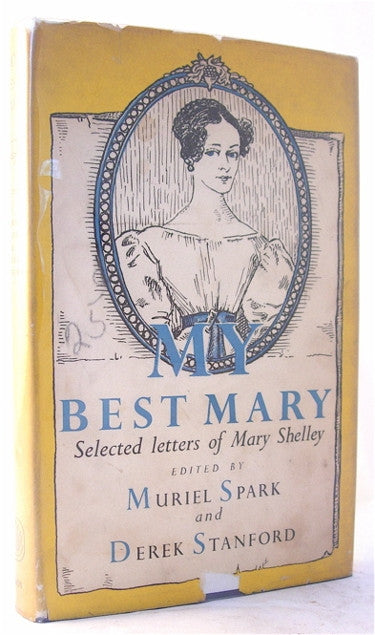 MY
BEST MARY
Selected letters of Mary Shelley
EDITED BY
MURIEL SPARK
and
DEREK STANFORD